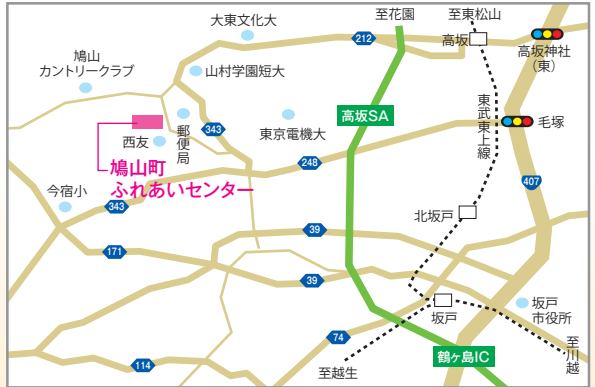 至花園
至東松山
大東文化大
212
高坂
高坂神社
（東）
鳩山
カントリークラブ
山村学園短大
高坂SA
東武東上線
毛塚
郵便局
343
東京電機大
西友
248
鳩山町
ふれあいセンター
407
今宿小
343
北坂戸
39
171
39
坂戸
坂戸
市役所
74
鶴ヶ島IC
至川越
114
至越生